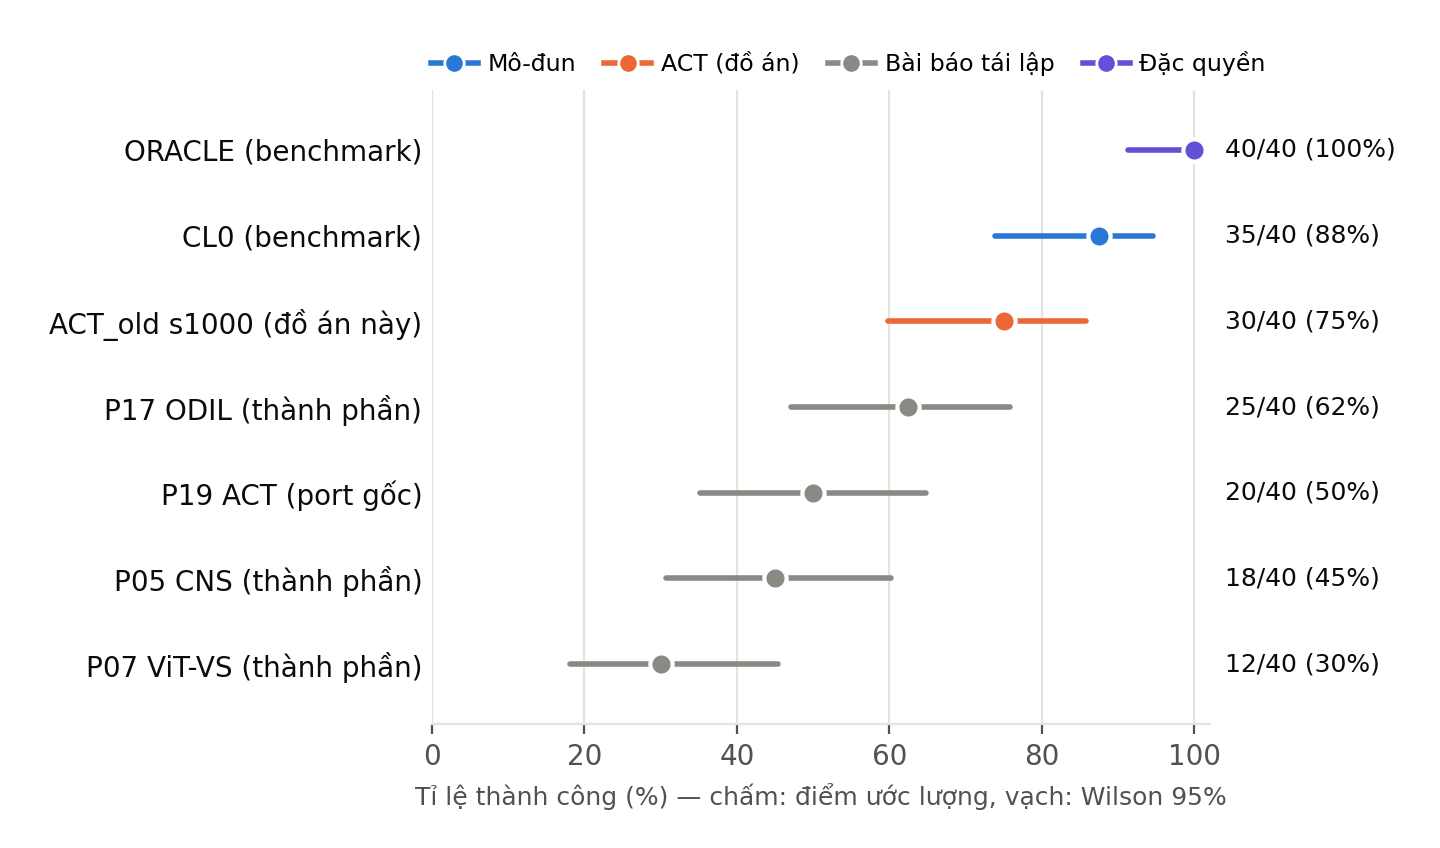 Mô-đun ACT (đồ án) Bài báo tái lập Đặc quyền
ORACLE (benchmark) 40/40 (100%)
CL0 (benchmark) 35/40 (88%)
ACT_old s1000 (đồ án này) 30/40 (75%)
P17 ODIL (thành phần) 25/40 (62%)
P19 ACT (port gốc) 20/40 (50%)
P05 CNS (thành phần) 18/40 (45%)
P07 ViT-VS (thành phần) 12/40 (30%)
0 20 40 60 80 100
Tỉ lệ thành công (%) — chấm: điểm ước lượng, vạch: Wilson 95%